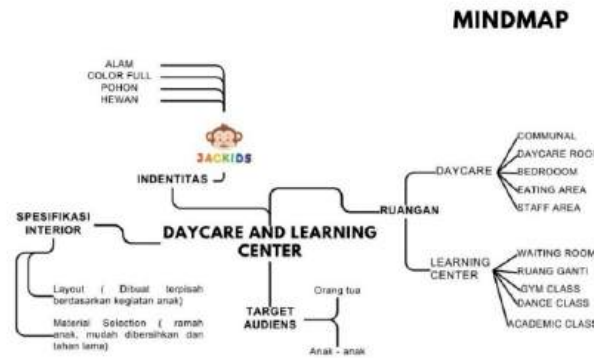 MINDMAP
ALAM
COLOR FULL
POHON
HEWAN
JACKIDS
INDENTITAS
SPESIFIKASI
INTERIOR
Layout ( Dibuat terpisah
berdasarkan kegiatan anak)
Material Selection ( ramah
anak, mudah dibersihkan dan
tahan lama)
DAYCARE AND LEARNING
CENTER
TARGET
AUDIENS
Orang tua
Anak - anak
RUANGAN
DAYCARE
COMMUNAL
DAYCARE ROOM
BEDROOOM
EATING AREA
STAFF AREA
LEARNING
CENTER
WAITING ROOM
RUANG GANTI
GYM CLASS
DANCE CLASS
ACADEMIC CLASS